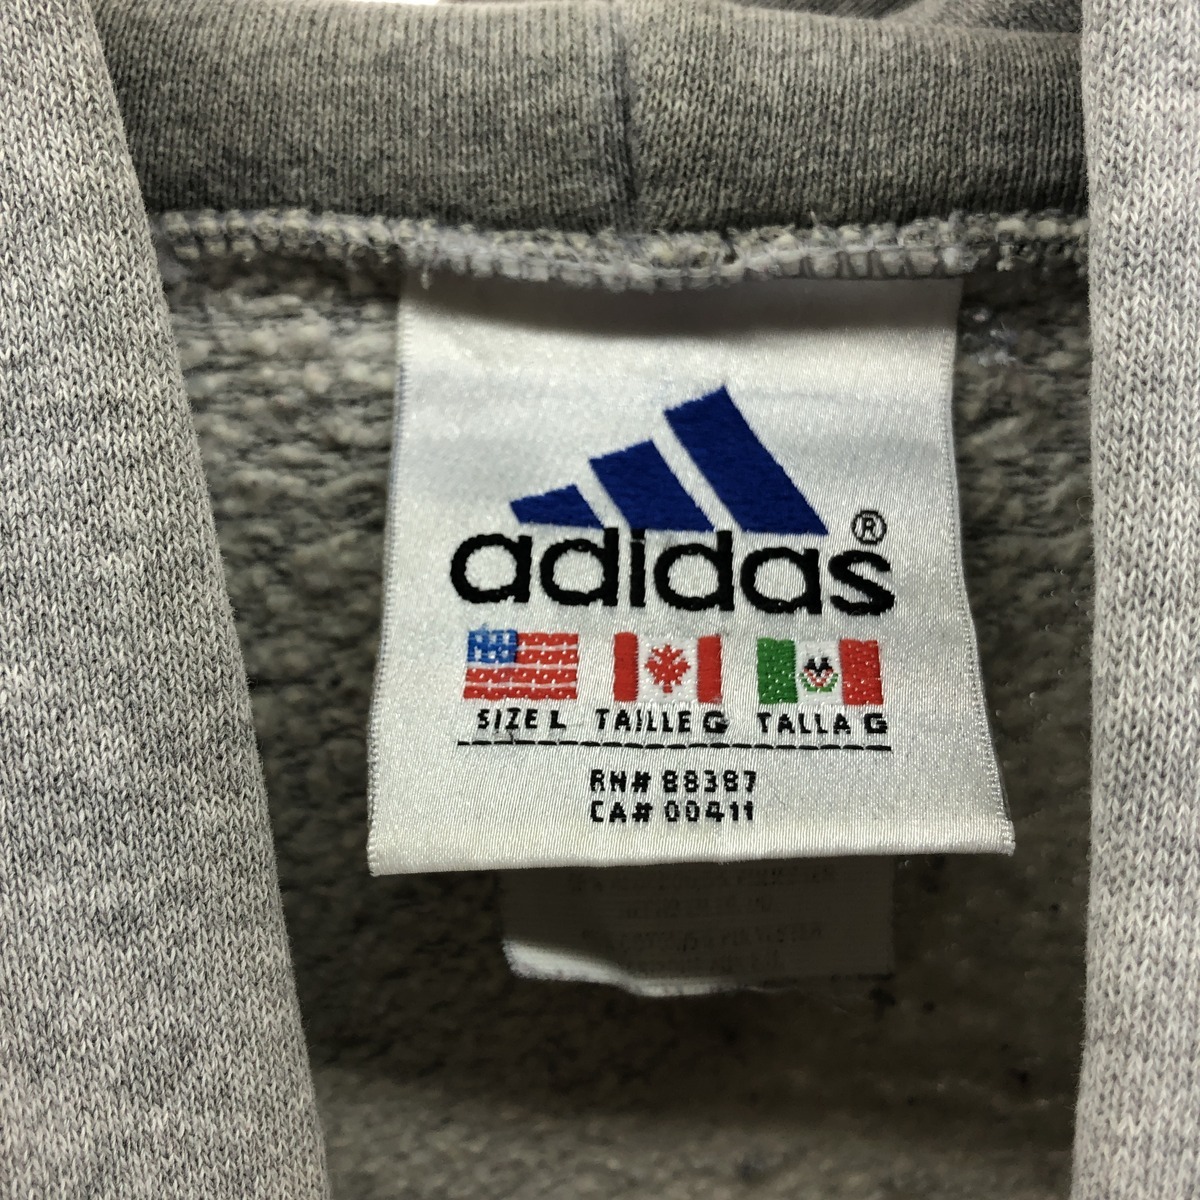 adidas®
SIZE L TAILLE G TALLA G
RN# 88387
CA# 00411